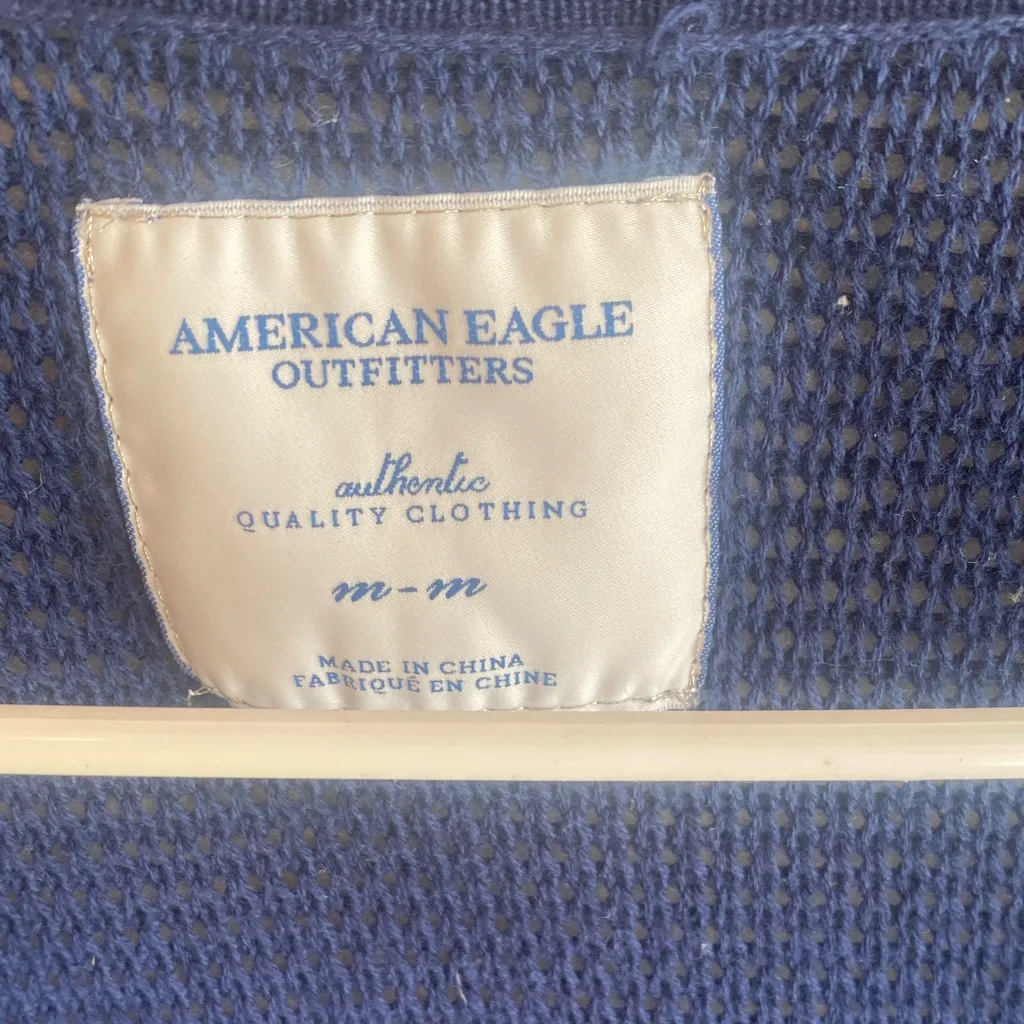 AMERICAN EAGLE
OUTFITTERS
authentic
QUALITY CLOTHING
m-m
MADE IN CHINA
FABRIQUÉ EN CHINE